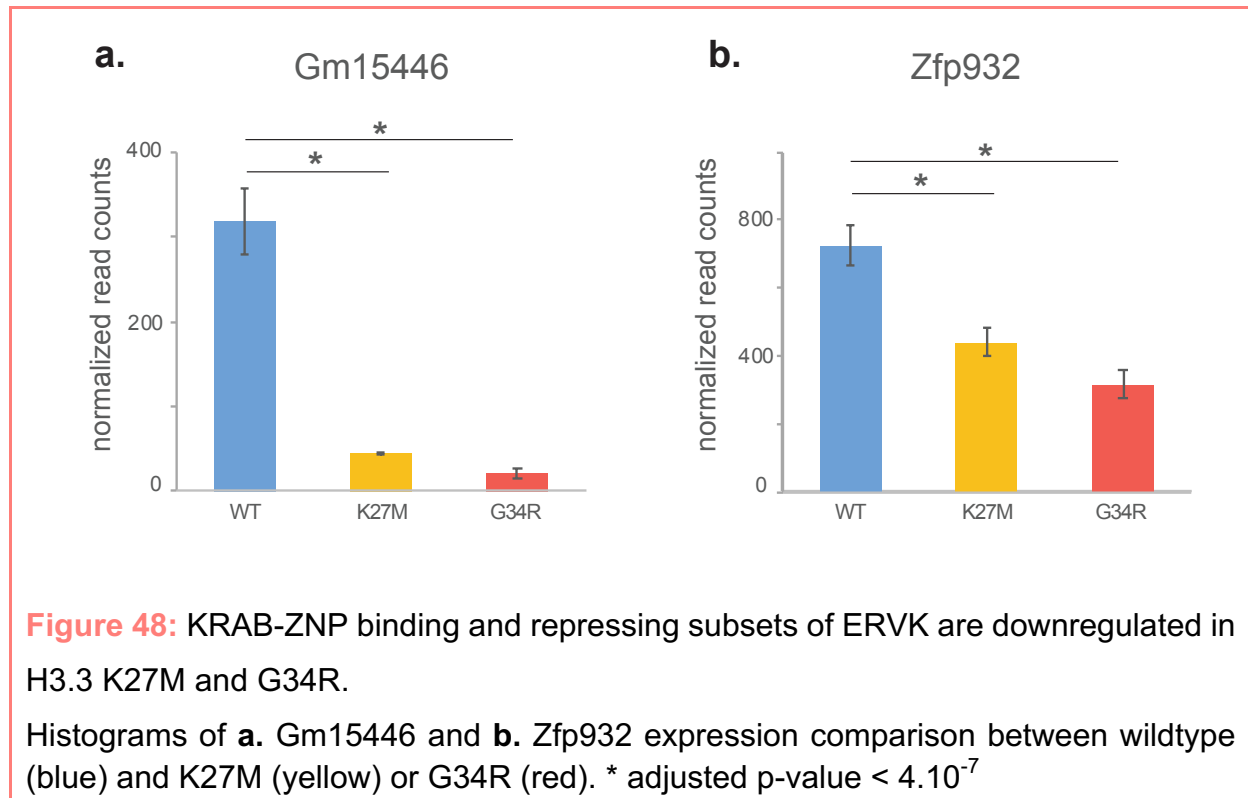 a.
Gm15446
normalized read counts
400
200
0
*
*
WT K27M G34R
b.
Zfp932
normalized read counts
800
400
0
*
*
WT K27M G34R
Figure 48: KRAB-ZNP binding and repressing subsets of ERVK are downregulated in
H3.3 K27M and G34R.
Histograms of a. Gm15446 and b. Zfp932 expression comparison between wildtype
(blue) and K27M (yellow) or G34R (red). * adjusted p-value < 4.10⁻⁷